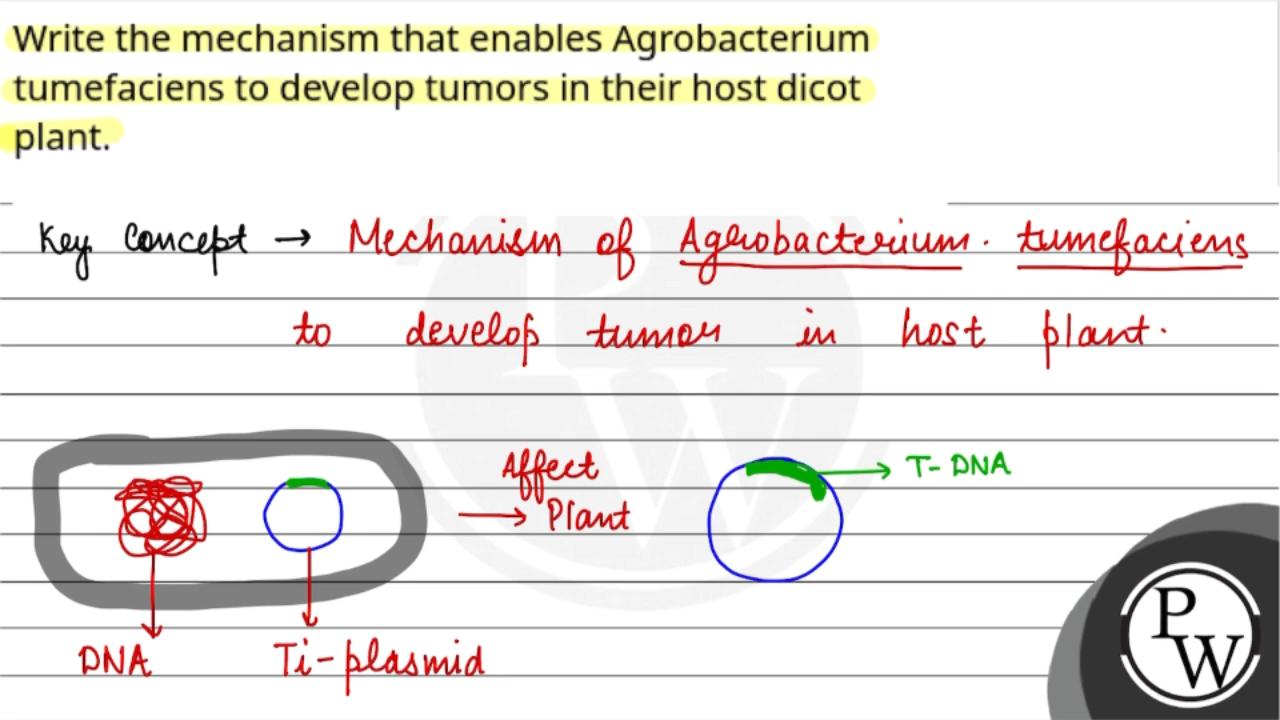 Write the mechanism that enables Agrobacterium
tumefaciens to develop tumors in their host dicot
plant.
Key concept → Mechanism of Agrobacterium. tumefaciens
to develop tumor in host plant.
Affect
→ Plant
T-DNA
DNA
Ti-plasmid
PW